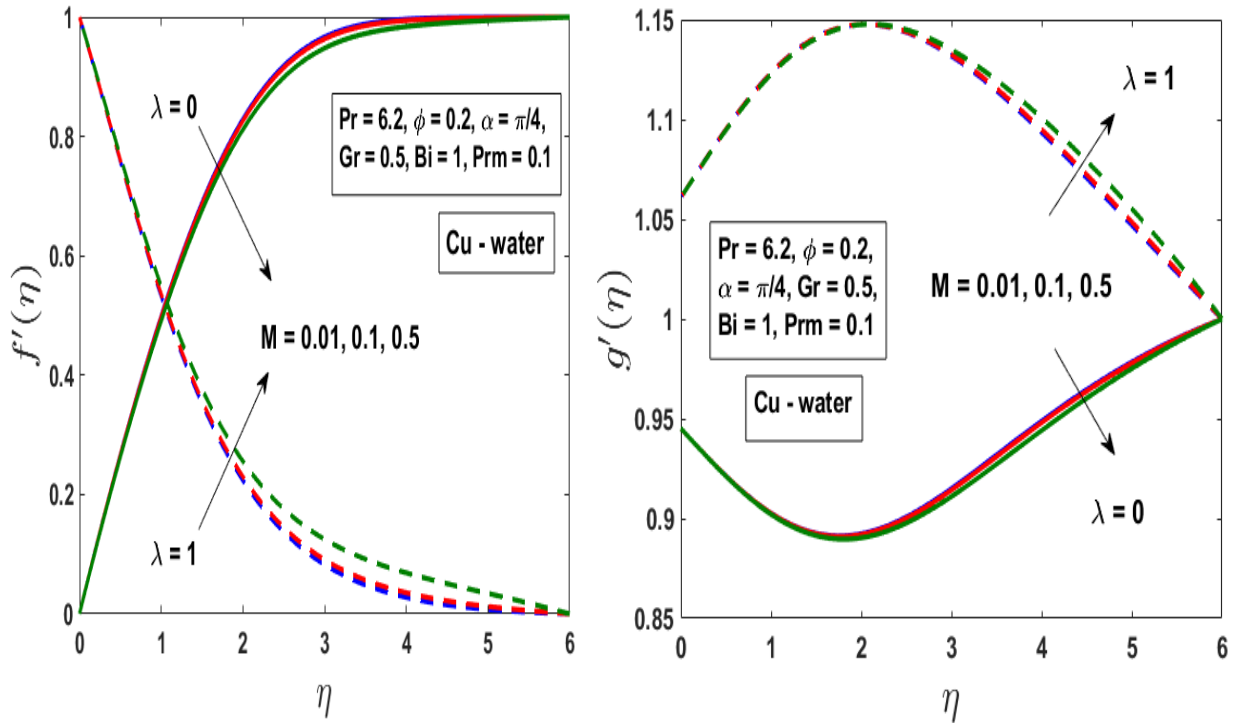 1
0.8
0.6
0.4
0.2
0
f'(η)
λ = 0
Pr = 6.2, ϕ = 0.2, α = π/4,
Gr = 0.5, Bi = 1, Prm = 0.1
Cu - water
M = 0.01, 0.1, 0.5
λ = 1
0 1 2 3 4 5 6
η
1.15
1.1
1.05
1
0.95
0.9
0.85
g'(η)
λ = 1
Pr = 6.2, ϕ = 0.2,
α = π/4, Gr = 0.5,
Bi = 1, Prm = 0.1
M = 0.01, 0.1, 0.5
Cu - water
λ = 0
0 1 2 3 4 5 6
η